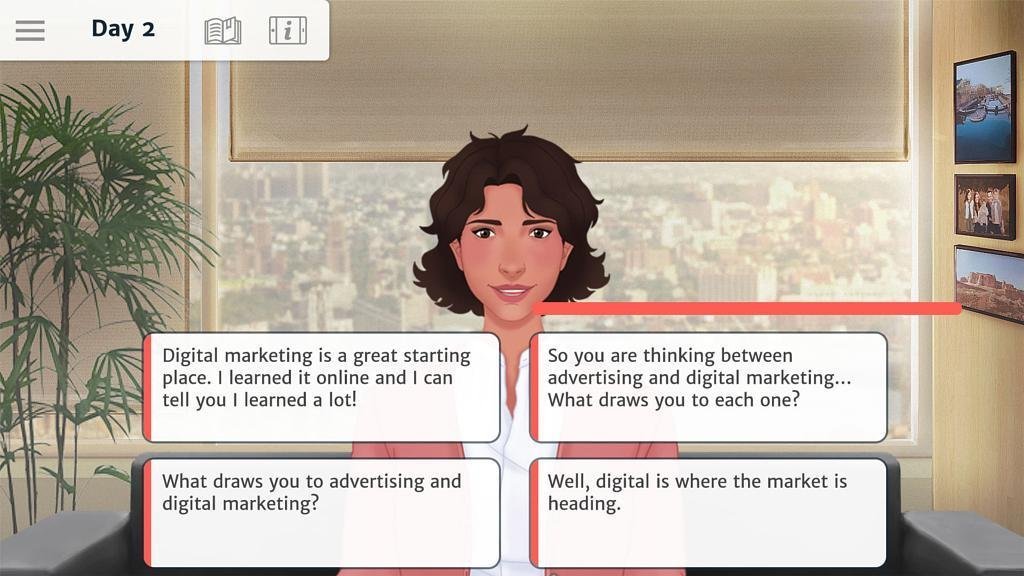 Day 2
Digital marketing is a great starting
place. I learned it online and I can
tell you I learned a lot!
So you are thinking between
advertising and digital marketing...
What draws you to each one?
What draws you to advertising and
digital marketing?
Well, digital is where the market is
heading.